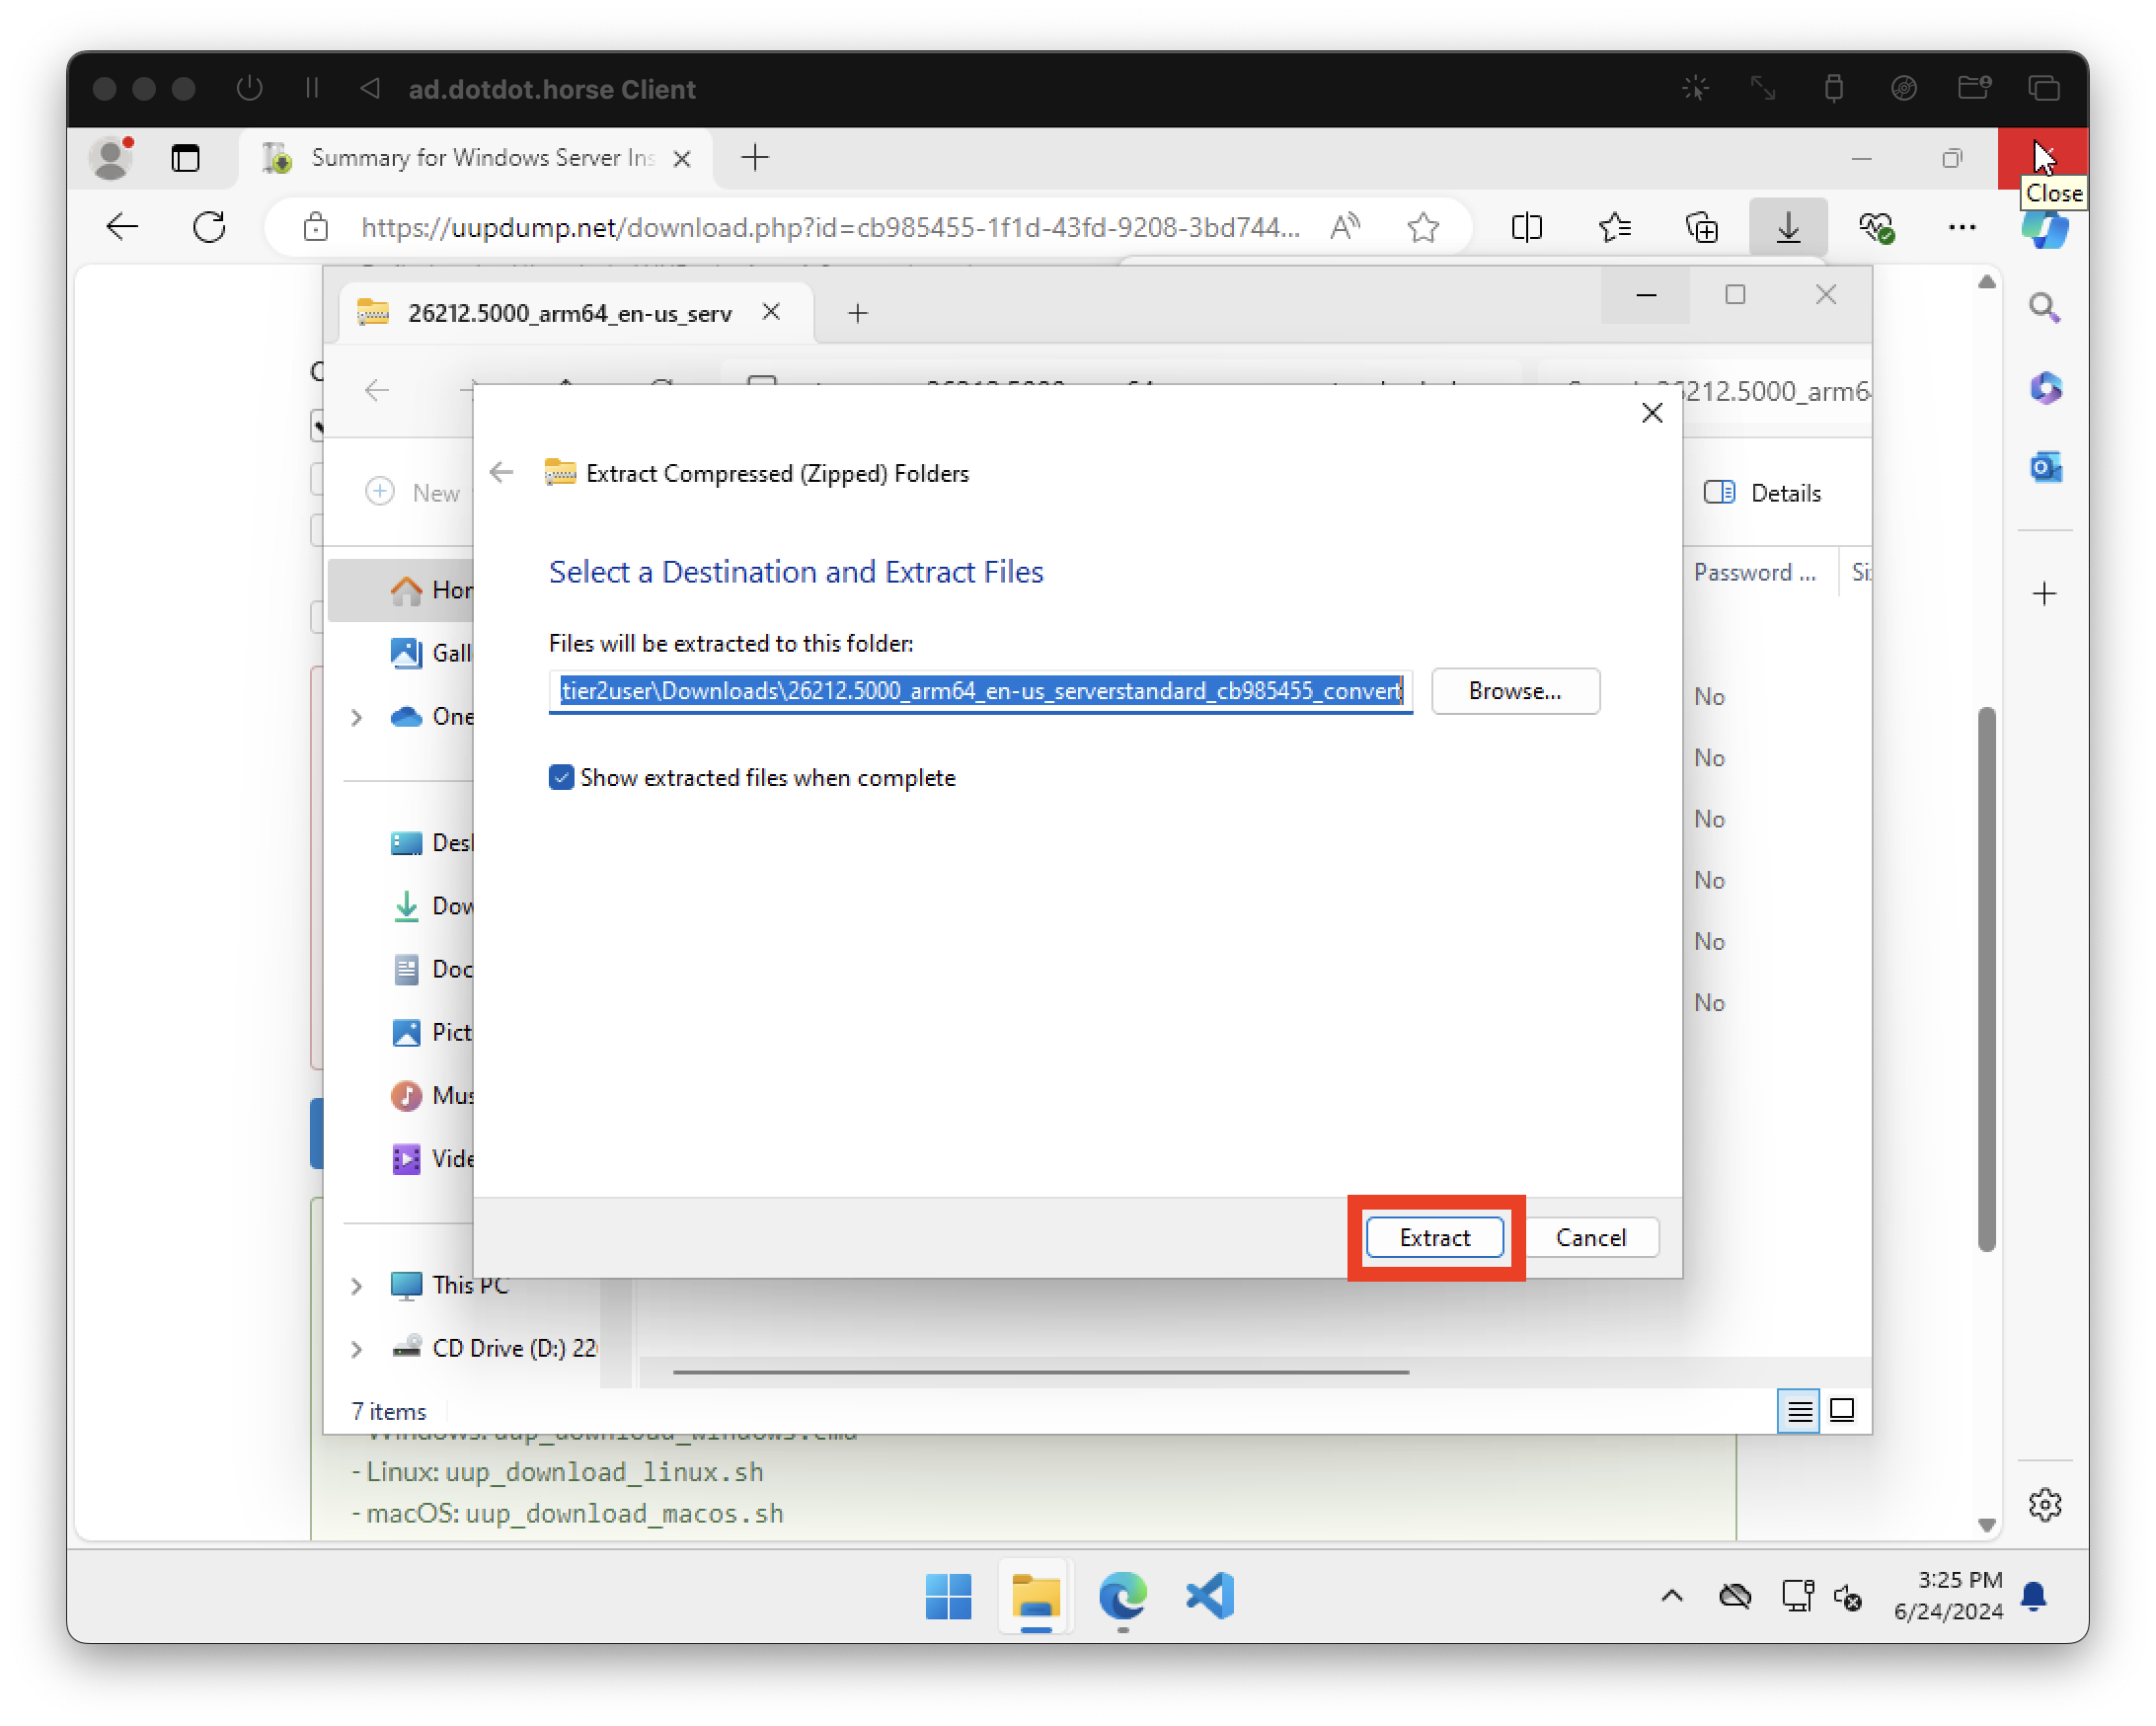 ad.dotdot.horse Client
Summary for Windows Server Ins
Close
https://uupdump.net/download.php?id=cb985455-1f1d-43fd-9208-3bd744...
26212.5000_arm64_en-us_serv
212.5000_arm6
Extract Compressed (Zipped) Folders
New
Details
Select a Destination and Extract Files
Password ...
Si
Files will be extracted to this folder:
tier2user\Downloads\26212.5000_arm64_en-us_serverstandard_cb985455_convert
Browse...
Show extracted files when complete
Hor
Gall
One
Desl
Dow
Doc
Pict
Mus
Vide
No
No
No
No
No
No
Extract
Cancel
This PC
CD Drive (D:) 22
7 items
- Linux: uup_download_linux.sh
- macOS: uup_download_macos.sh
3:25 PM
6/24/2024